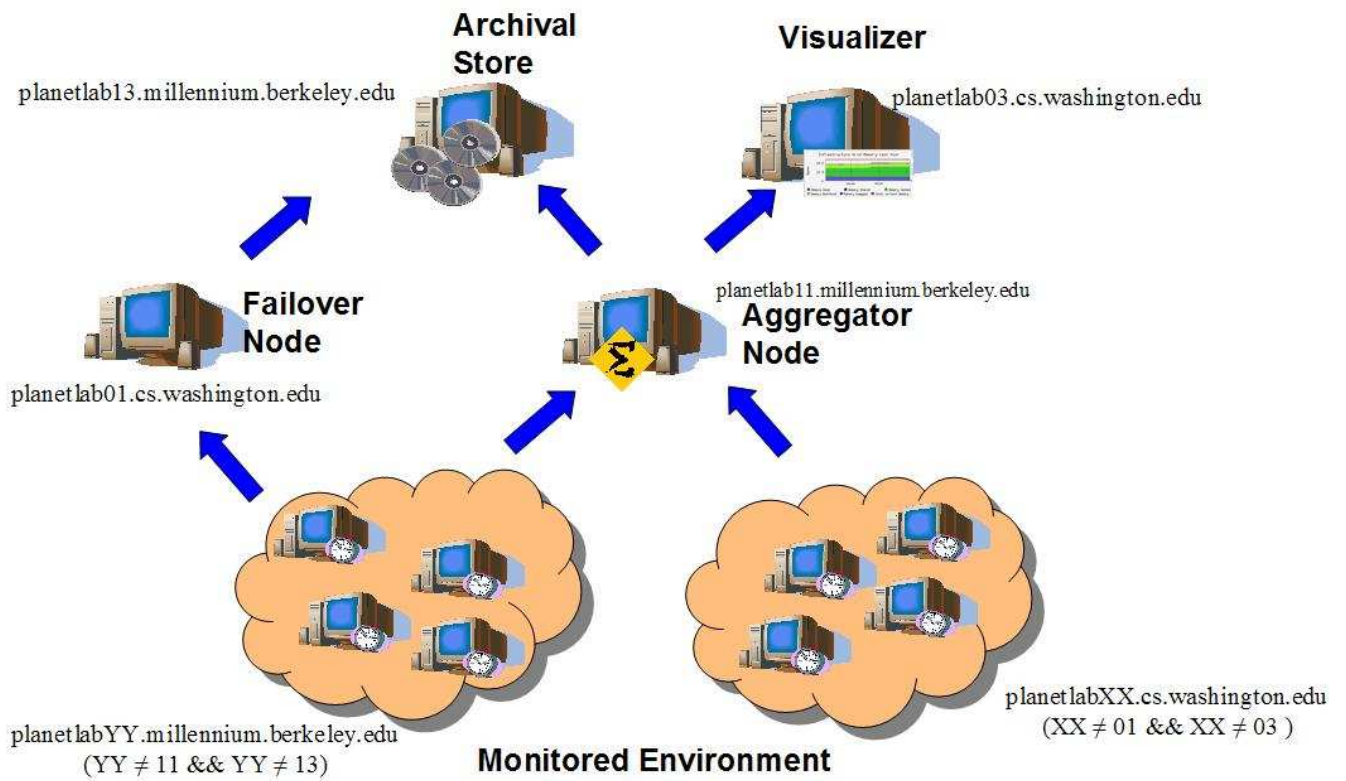 Archival
Store
Visualizer
planetlab13.millennium.berkeley.edu
planetlab03.cs.washington.edu
Failover
Node
planetlab01.cs.washington.edu
planetlab11.millennium.berkeley.edu
Aggregator
Node
Σ
planetlabYY.millennium.berkeley.edu
(YY ≠ 11 && YY ≠ 13)
planetlabXX.cs.washington.edu
(XX ≠ 01 && XX ≠ 03 )
Monitored Environment